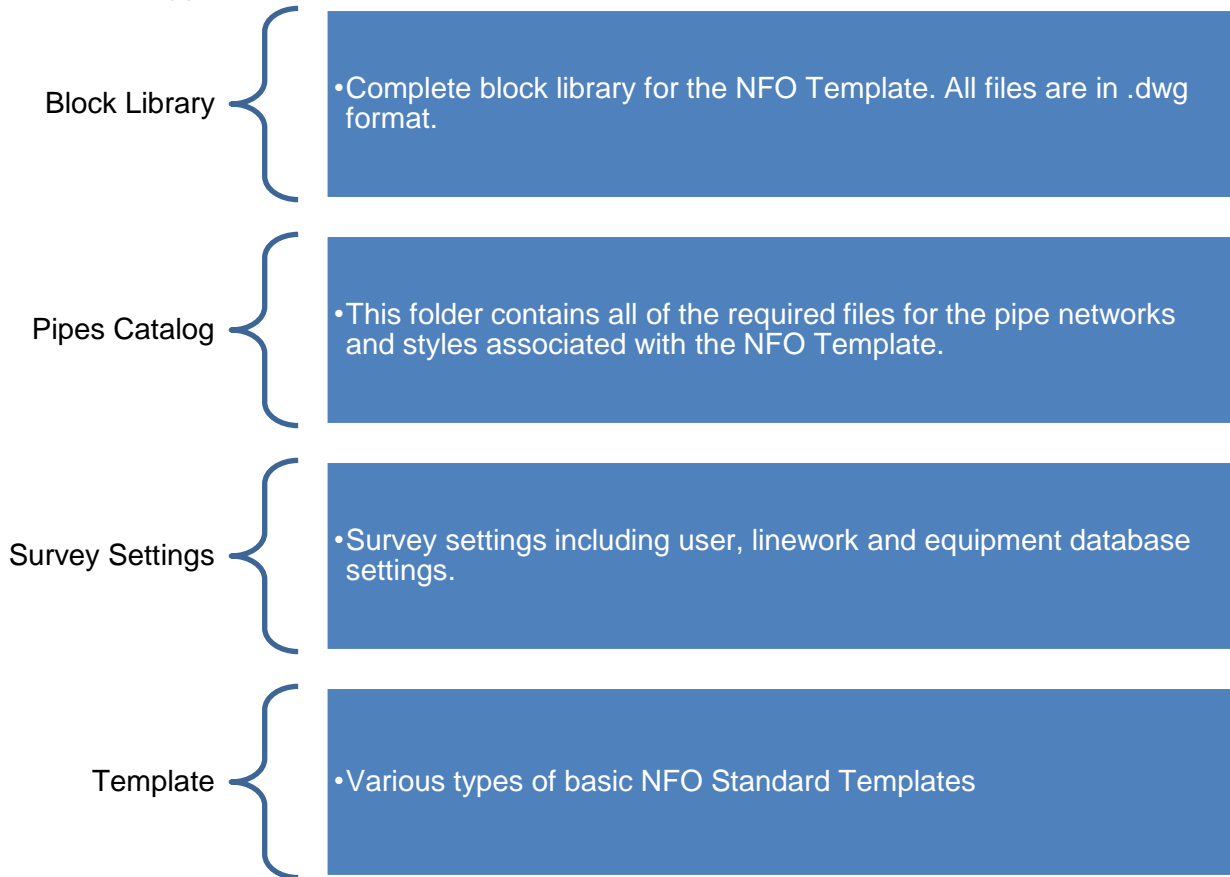 Block Library
•Complete block library for the NFO Template. All files are in .dwg
format.
Pipes Catalog
•This folder contains all of the required files for the pipe networks
and styles associated with the NFO Template.
Survey Settings
•Survey settings including user, linework and equipment database
settings.
Template
•Various types of basic NFO Standard Templates